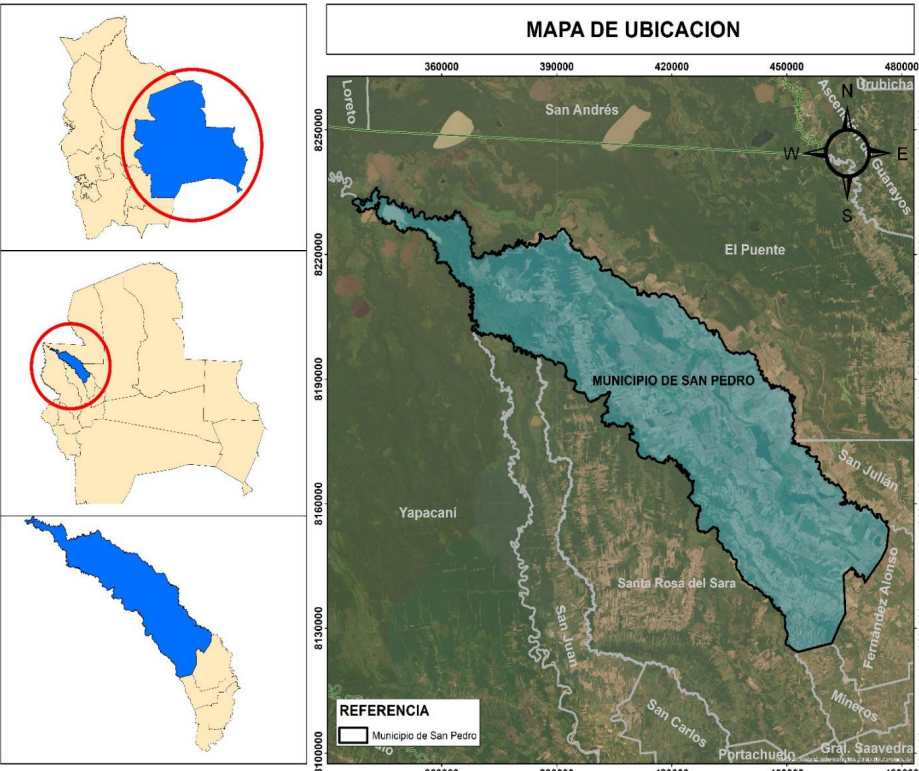 MAPA DE UBICACION
360000
390000
420000
450000
480000
Loreto
San Andrés
Urubicha
Ascensión de Guarayos
N
W
E
S
8250000
8220000
8190000
8160000
8130000
8100000
El Puente
MUNICIPIO DE SAN PEDRO
San Julián
Yapacaní
Santa Rosa del Sara
San Juan
Fernández Alonso
Mineros
San Carlos
Portachuelo
Gral. Saavedra
REFERENCIA
Municipio de San Pedro